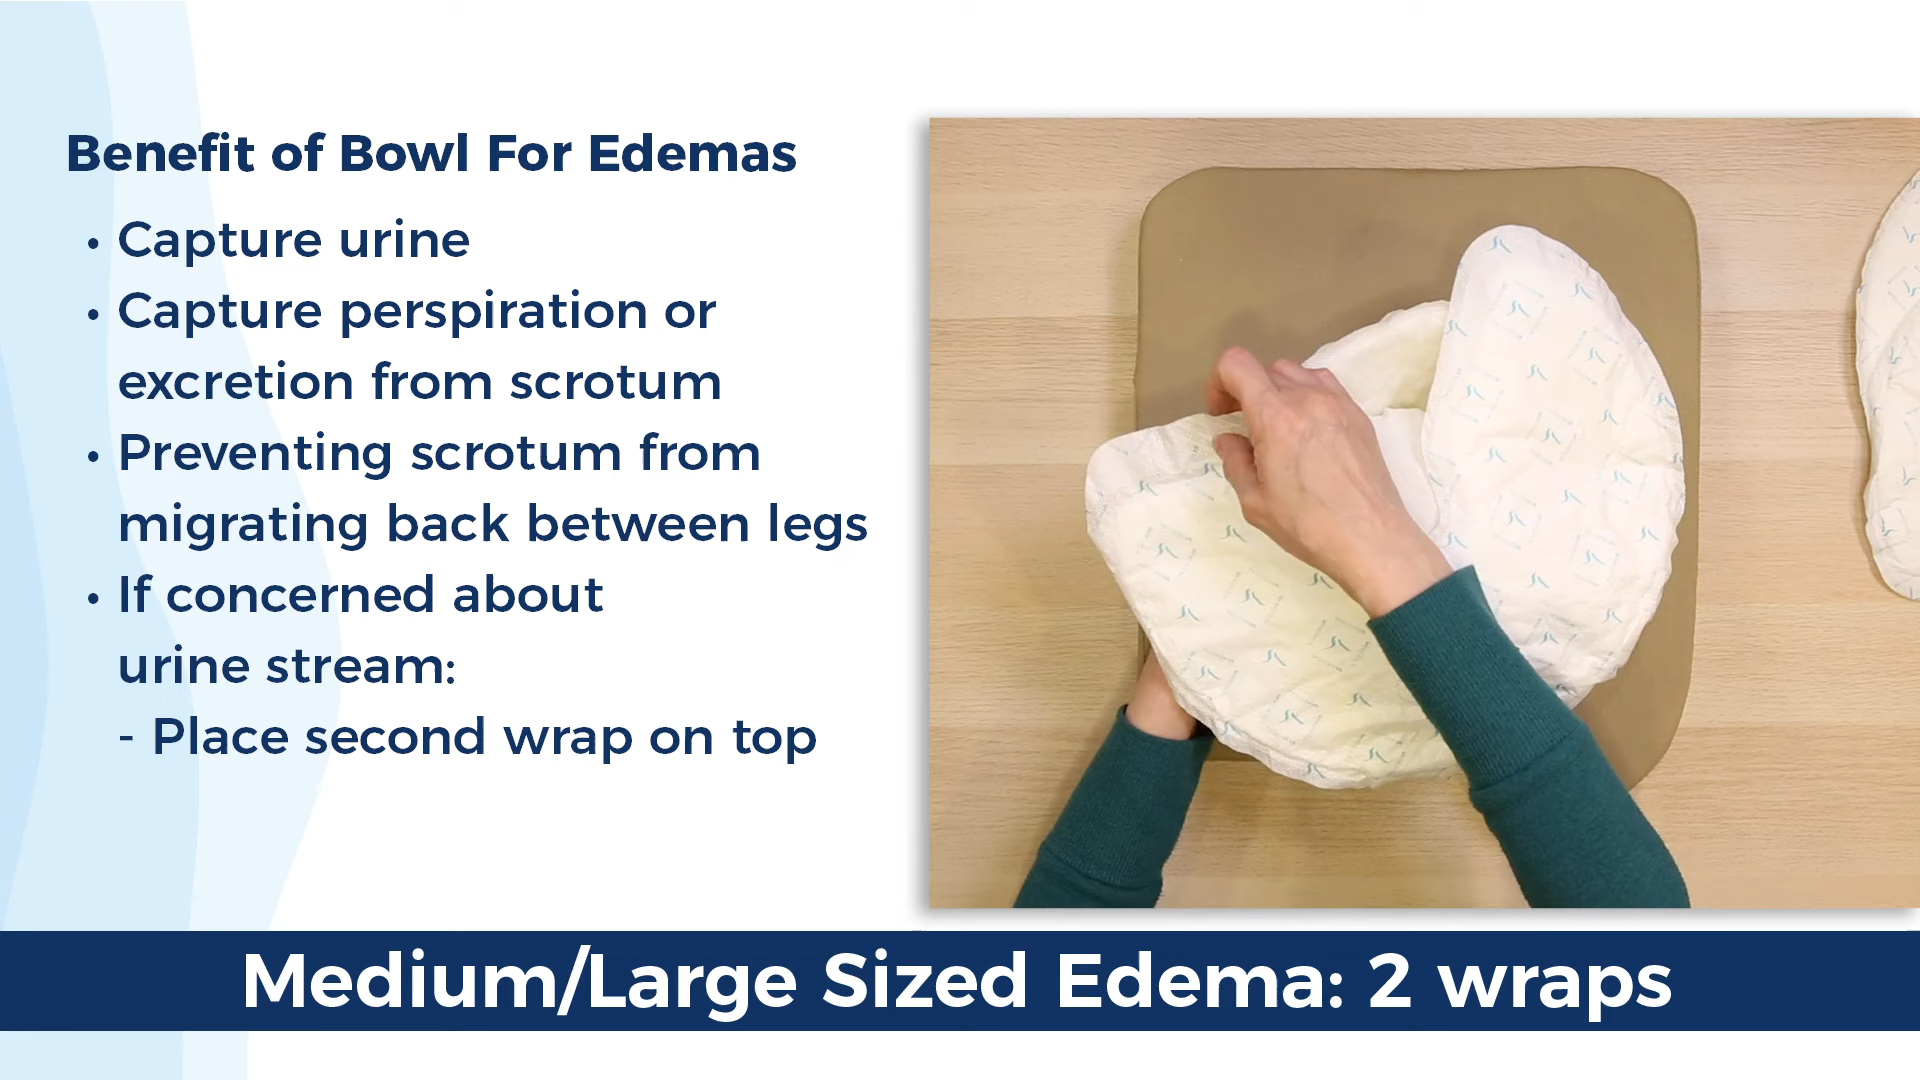 Benefit of Bowl For Edemas
• Capture urine
• Capture perspiration or
excretion from scrotum
• Preventing scrotum from
migrating back between legs
• If concerned about
urine stream:
- Place second wrap on top
Medium/Large Sized Edema: 2 wraps